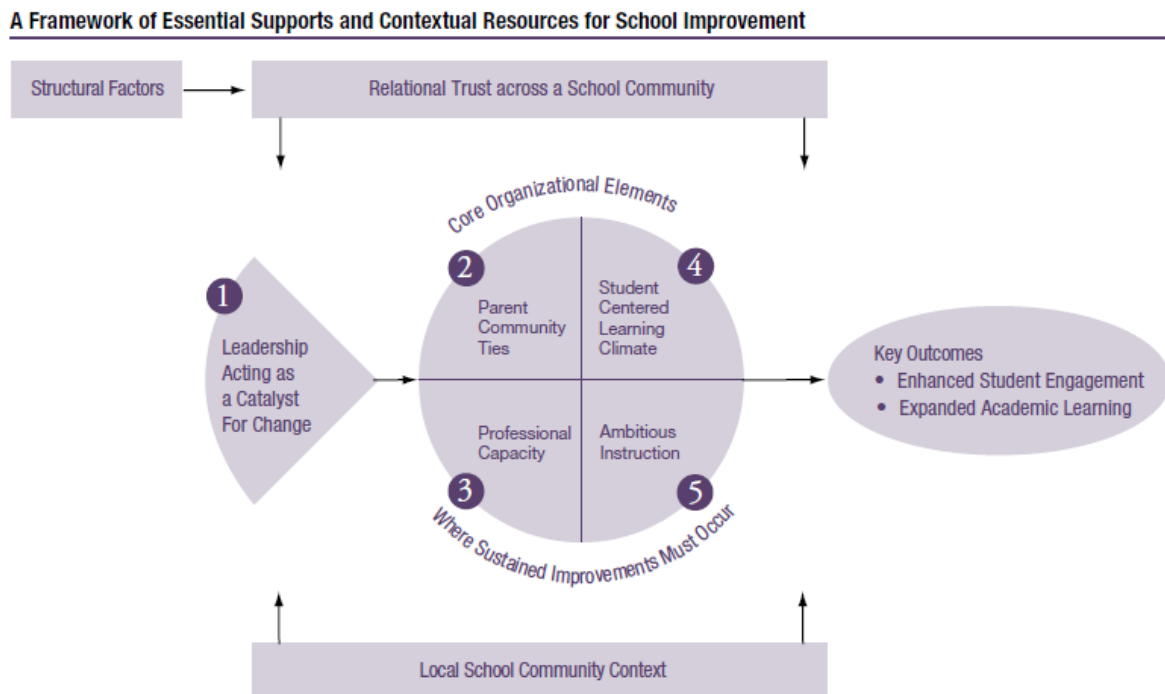 A Framework of Essential Supports and Contextual Resources for School Improvement
Structural Factors
Relational Trust across a School Community
Core Organizational Elements
1
Leadership
Acting as
a Catalyst
For Change
2
Parent
Community
Ties
4
Student
Centered
Learning
Climate
3
Professional
Capacity
5
Ambitious
Instruction
Where Sustained Improvements Must Occur
Key Outcomes
• Enhanced Student Engagement
• Expanded Academic Learning
Local School Community Context